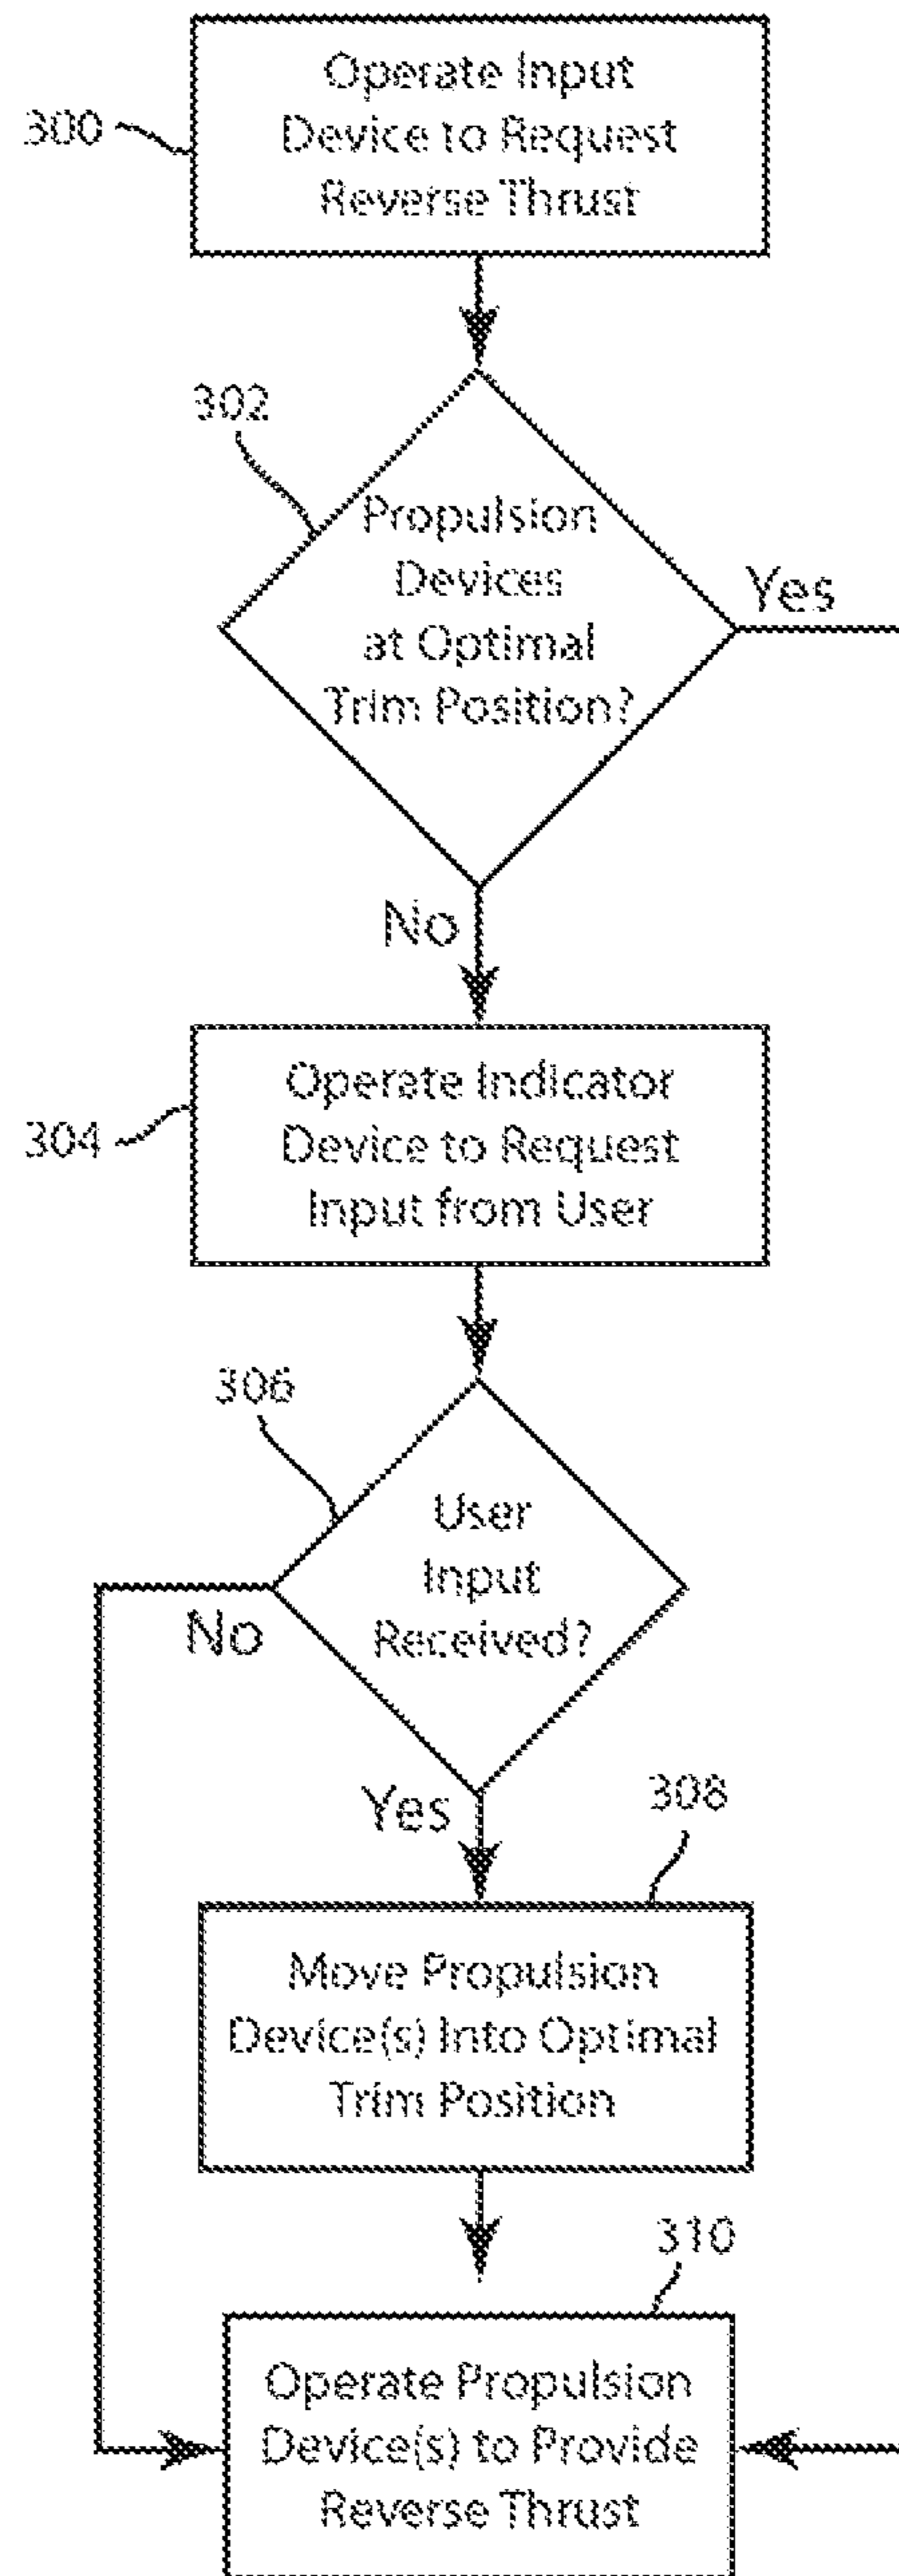 300
Operate Input
Device to Request
Reverse Thrust
302
Propulsion
Devices
at Optimal
Trim Position?
Yes
No
304
Operate Indicator
Device to Request
Input from User
306
User
Input
Received?
No
Yes
308
Move Propulsion
Device(s) Into Optimal
Trim Position
310
Operate Propulsion
Device(s) to Provide
Reverse Thrust